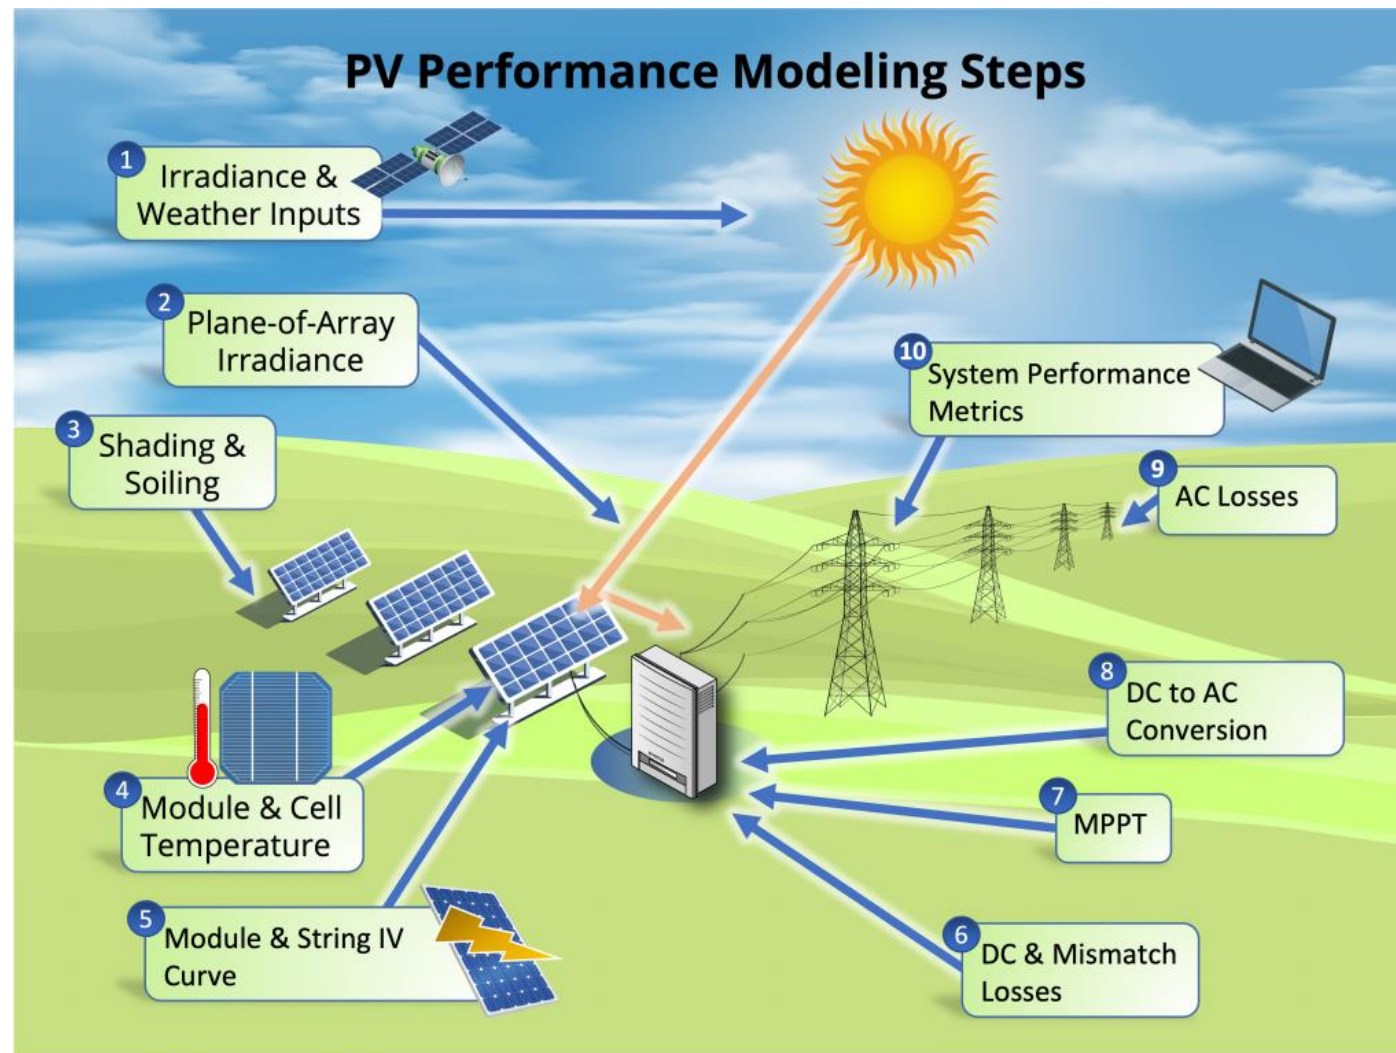 PV Performance Modeling Steps
1
Irradiance &
Weather Inputs
2
Plane-of-Array
Irradiance
3
Shading &
Soiling
4
Module & Cell
Temperature
5
Module & String IV
Curve
6
DC & Mismatch
Losses
7
MPPT
8
DC to AC
Conversion
9
AC Losses
10
System Performance
Metrics